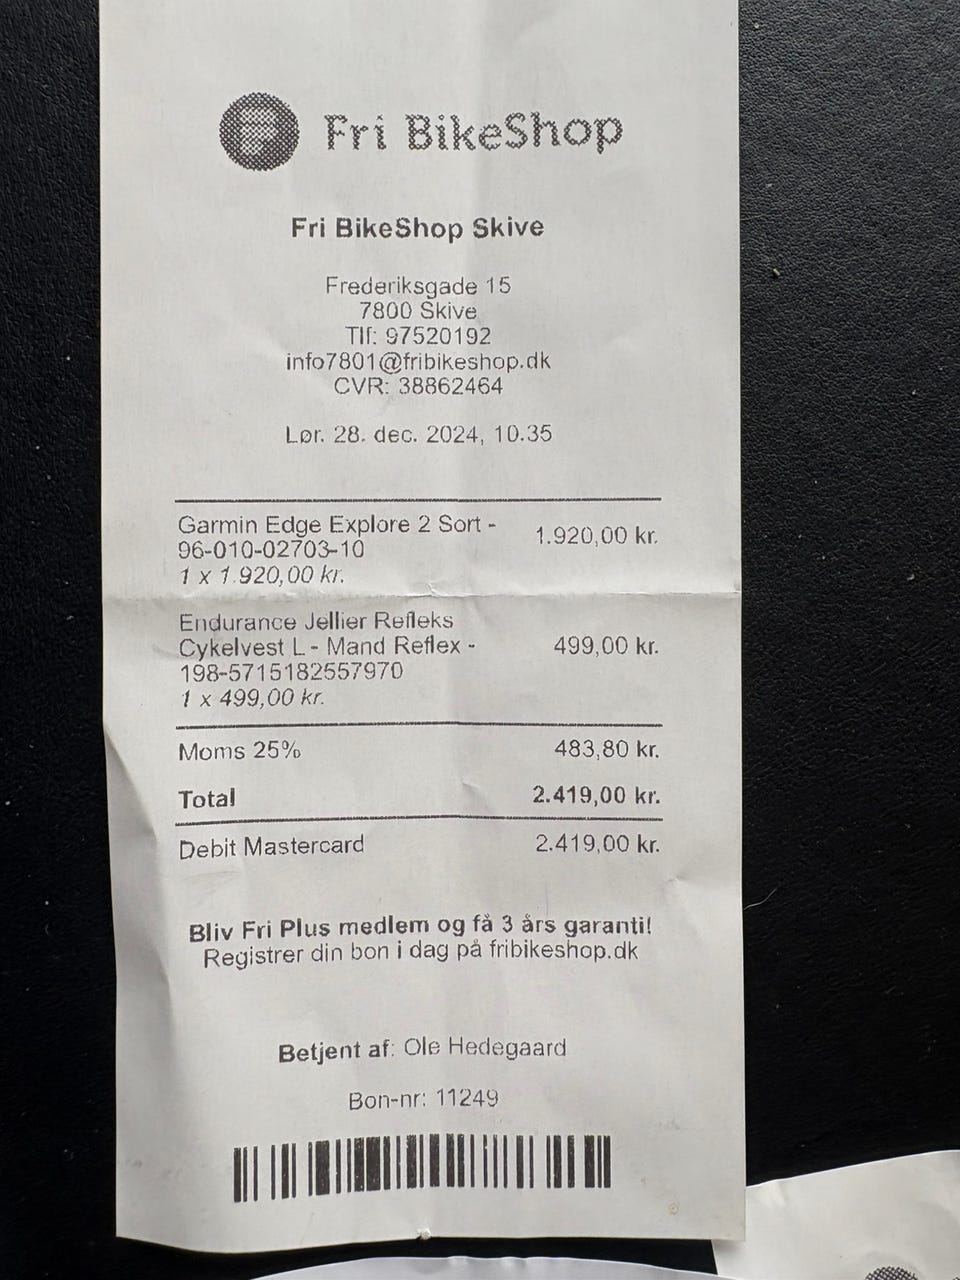 Fri BikeShop
Fri BikeShop Skive
Frederiksgade 15
7800 Skive
Tlf: 97520192
info7801@fribikeshop.dk
CVR: 38862464
Lør. 28. dec. 2024, 10.35
Garmin Edge Explore 2 Sort - 1.920,00 kr.
96-010-02703-10
1 x 1.920,00 kr.
Endurance Jellier Refleks
Cykelvest L - Mand Reflex - 499,00 kr.
198-5715182557970
1 x 499,00 kr.
Moms 25% 483,80 kr.
Total 2.419,00 kr.
Debit Mastercard 2.419,00 kr.
Bliv Fri Plus medlem og få 3 års garanti!
Registrer din bon i dag på fribikeshop.dk
Betjent af: Ole Hedegaard
Bon-nr: 11249